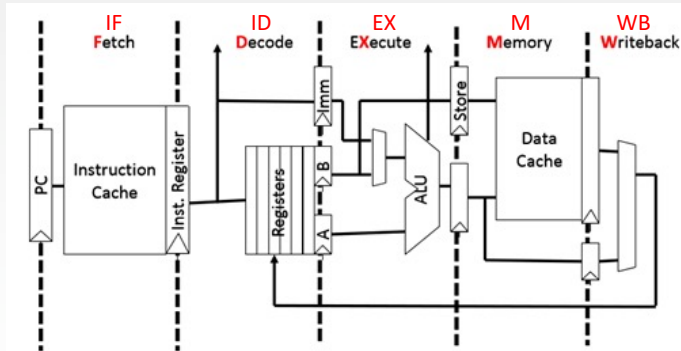 IF ID EX M WB
Fetch Decode EXecute Memory Writeback
PC
Instruction
Cache
Inst. Register
Registers
Imm
B
A
ALU
Store
Data
Cache